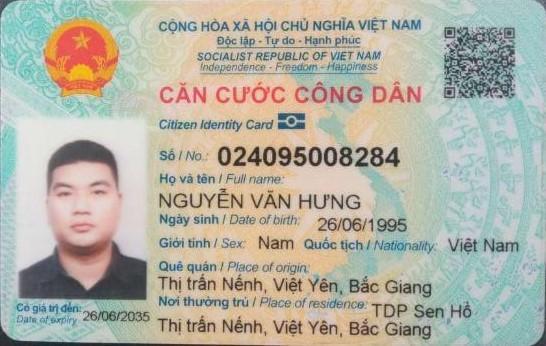 CỘNG HÒA XÃ HỘI CHỦ NGHĨA VIỆT NAM
Độc lập - Tự do - Hạnh phúc
SOCIALIST REPUBLIC OF VIET NAM
Independence - Freedom - Happiness
CĂN CƯỚC CÔNG DÂN
Citizen Identity Card
Số / No.: 024095008284
Họ và tên / Full name:
NGUYỄN VĂN HƯNG
Ngày sinh / Date of birth: 26/06/1995
Giới tính / Sex: Nam Quốc tịch / Nationality: Việt Nam
Quê quán / Place of origin:
Thị trấn Nếnh, Việt Yên, Bắc Giang
Nơi thường trú / Place of residence: TDP Sen Hồ
Thị trấn Nếnh, Việt Yên, Bắc Giang
Có giá trị đến: 26/06/2035
Date of expiry